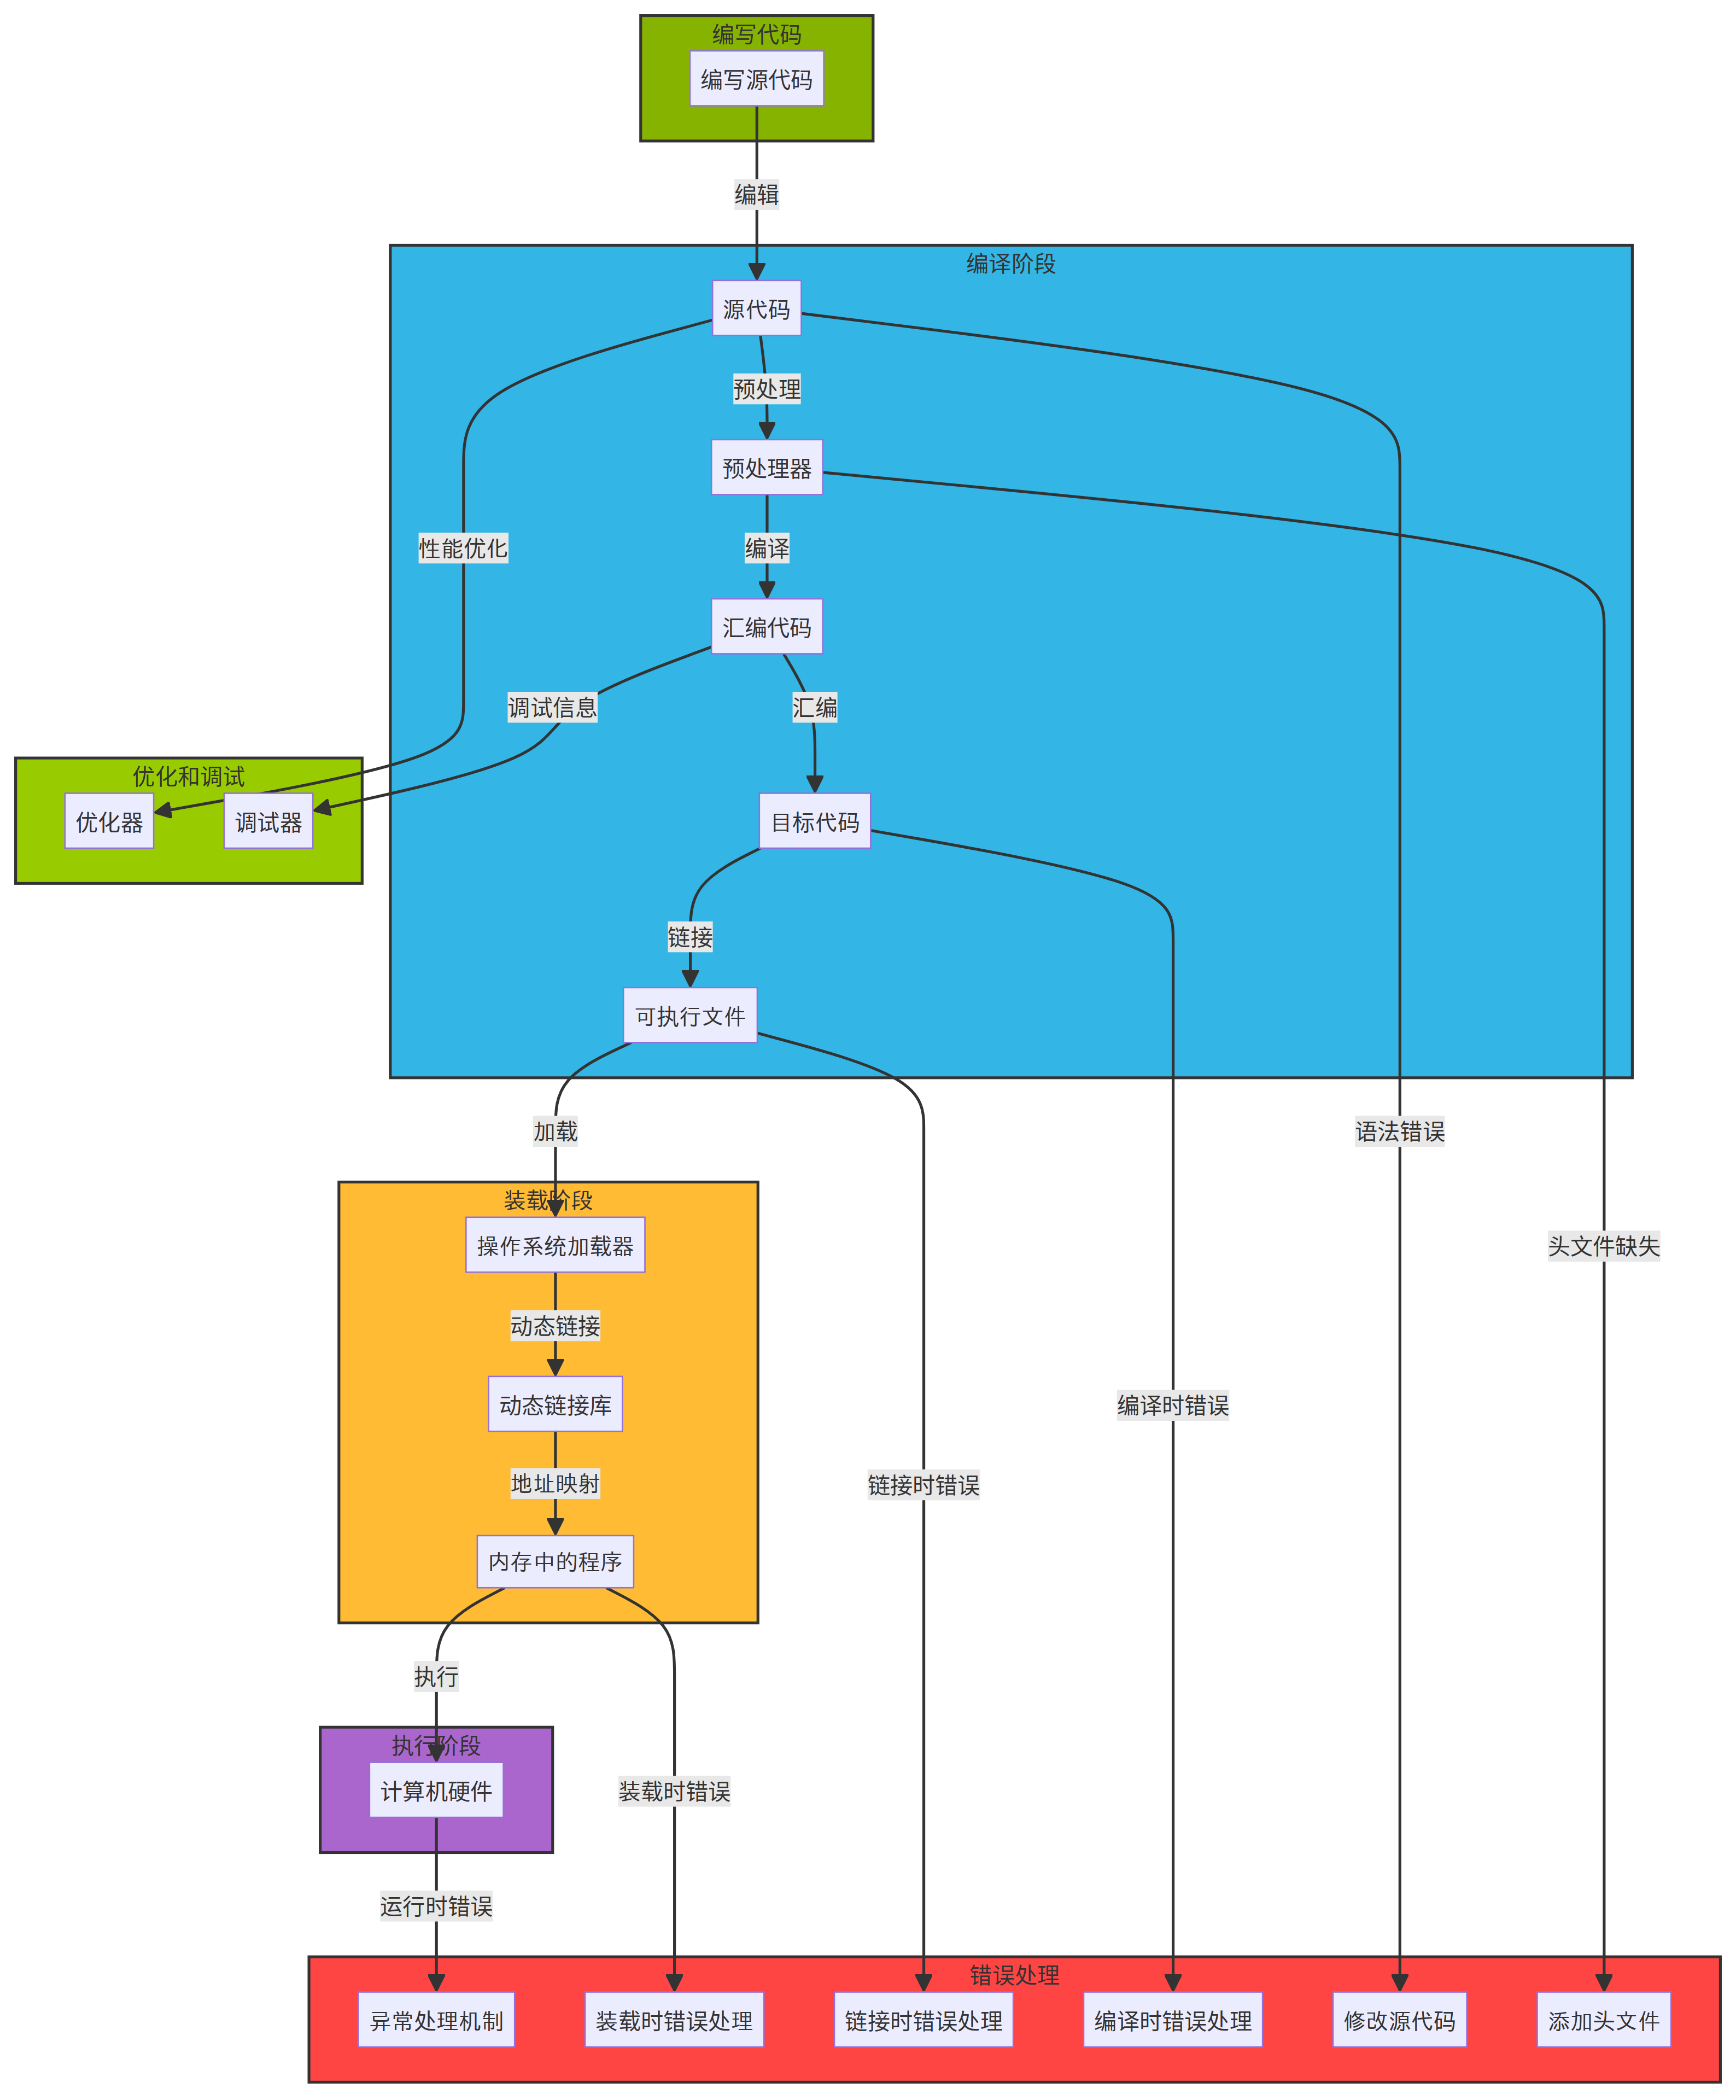 编写代码
编写源代码
编辑
编译阶段
源代码
预处理
预处理器
性能优化
编译
汇编代码
调试信息
汇编
优化和调试
优化器
调试器
目标代码
链接
可执行文件
加载
语法错误
装载阶段
操作系统加载器
头文件缺失
动态链接
动态链接库
编译时错误
地址映射
链接时错误
内存中的程序
执行
执行阶段
计算机硬件
装载时错误
运行时错误
错误处理
异常处理机制
装载时错误处理
链接时错误处理
编译时错误处理
修改源代码
添加头文件